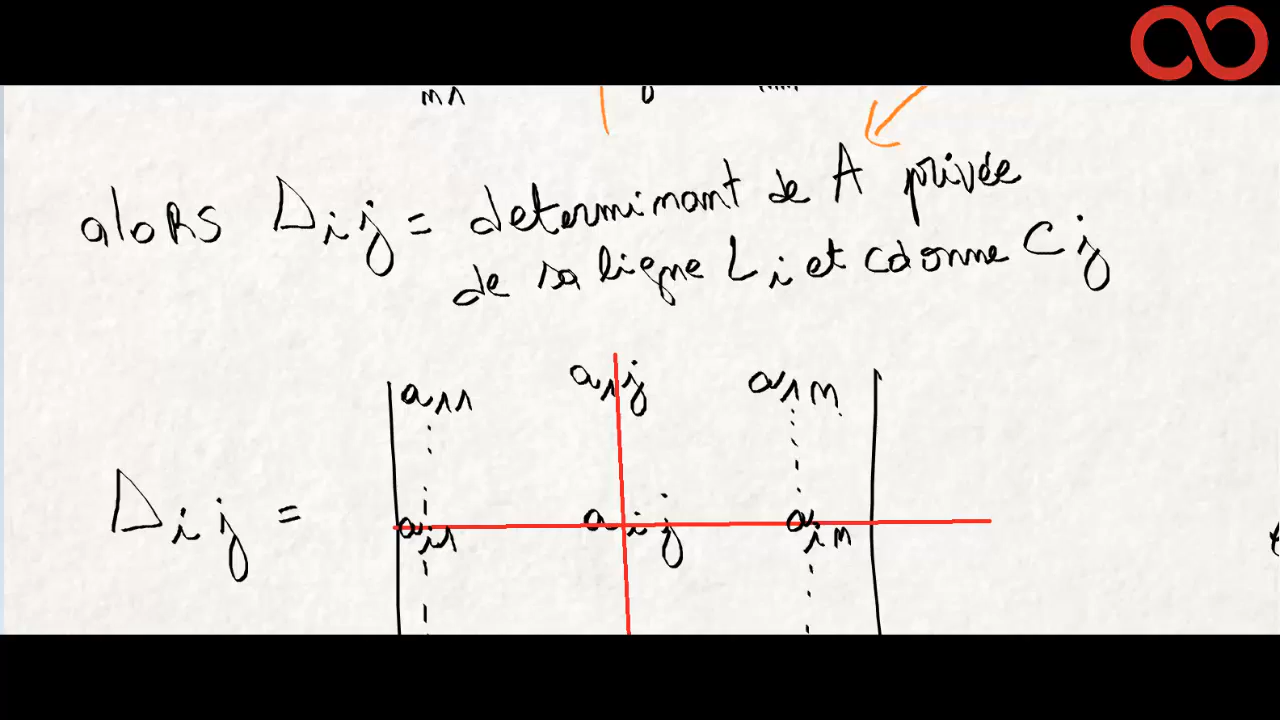 alors Δij = determinant de A privée
de sa ligne Li et colonne Cj
a11 a1j a1n
Δij =
ai1 aij ain